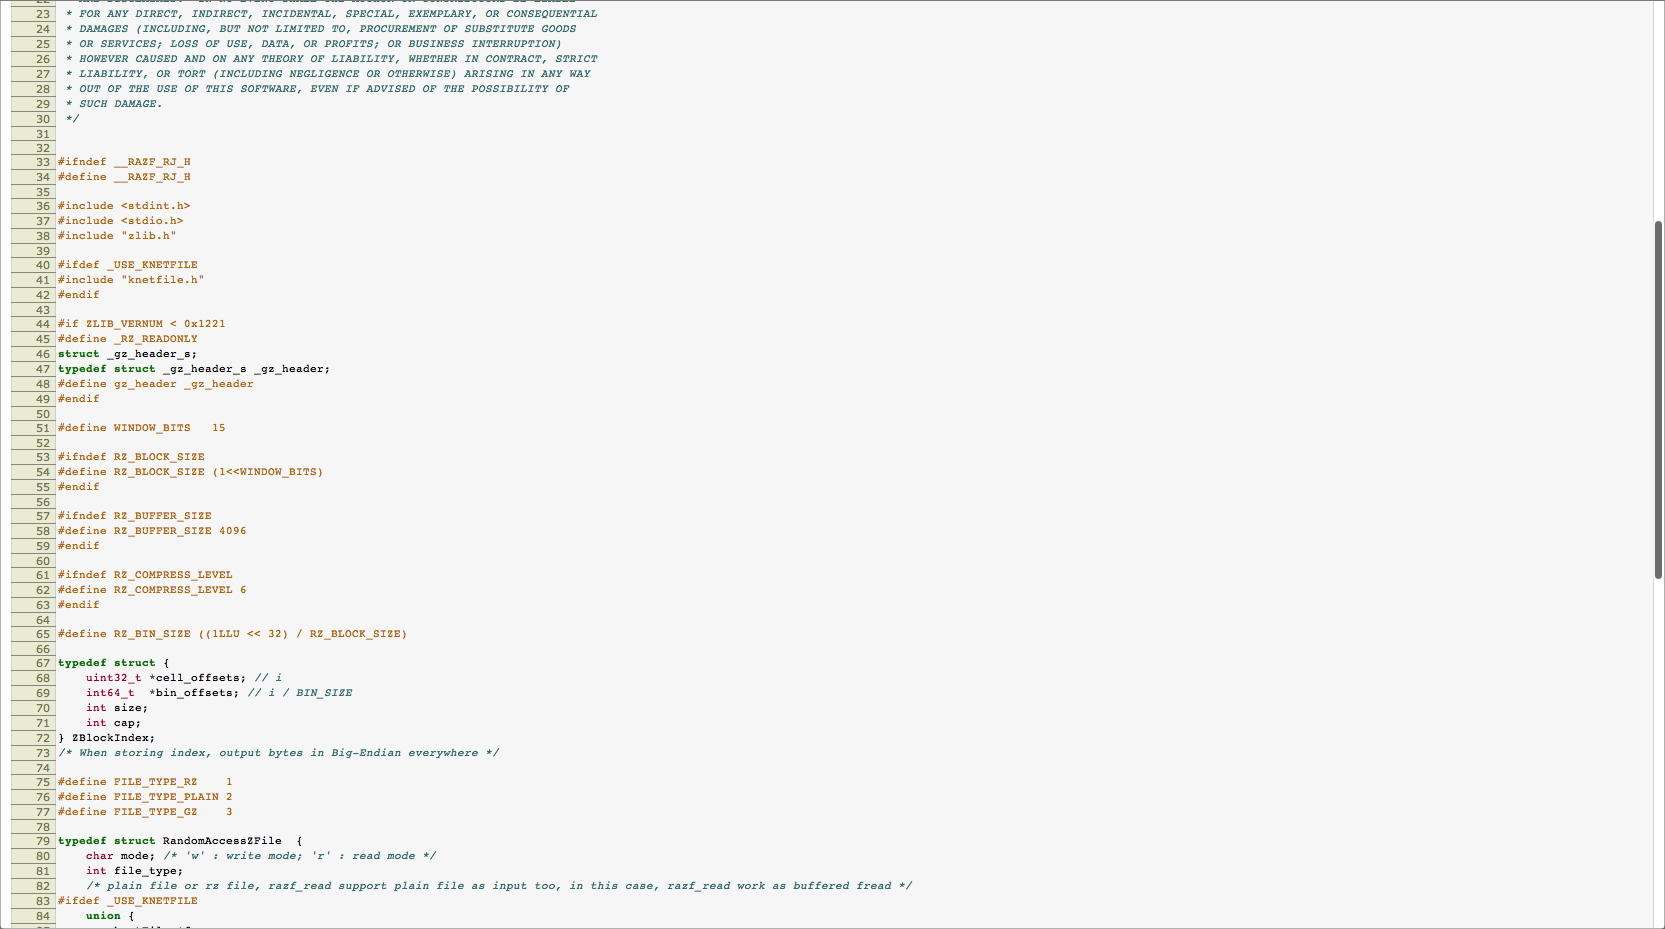 23 * FOR ANY DIRECT, INDIRECT, INCIDENTAL, SPECIAL, EXEMPLARY, OR CONSEQUENTIAL
24 * DAMAGES (INCLUDING, BUT NOT LIMITED TO, PROCUREMENT OF SUBSTITUTE GOODS
25 * OR SERVICES; LOSS OF USE, DATA, OR PROFITS; OR BUSINESS INTERRUPTION)
26 * HOWEVER CAUSED AND ON ANY THEORY OF LIABILITY, WHETHER IN CONTRACT, STRICT
27 * LIABILITY, OR TORT (INCLUDING NEGLIGENCE OR OTHERWISE) ARISING IN ANY WAY
28 * OUT OF THE USE OF THIS SOFTWARE, EVEN IF ADVISED OF THE POSSIBILITY OF
29 * SUCH DAMAGE.
30 */
31
32
33 #ifndef __RAZF_RJ_H
34 #define __RAZF_RJ_H
35
36 #include <stdint.h>
37 #include <stdio.h>
38 #include "zlib.h"
39
40 #ifdef _USE_KNETFILE
41 #include "knetfile.h"
42 #endif
43
44 #if ZLIB_VERNUM < 0x1221
45 #define _RZ_READONLY
46 struct _gz_header_s;
47 typedef struct _gz_header_s _gz_header;
48 #define gz_header _gz_header
49 #endif
50
51 #define WINDOW_BITS   15
52
53 #ifndef RZ_BLOCK_SIZE
54 #define RZ_BLOCK_SIZE (1<<WINDOW_BITS)
55 #endif
56
57 #ifndef RZ_BUFFER_SIZE
58 #define RZ_BUFFER_SIZE 4096
59 #endif
60
61 #ifndef RZ_COMPRESS_LEVEL
62 #define RZ_COMPRESS_LEVEL 6
63 #endif
64
65 #define RZ_BIN_SIZE ((1LLU << 32) / RZ_BLOCK_SIZE)
66
67 typedef struct {
68     uint32_t *cell_offsets; // i
69     int64_t  *bin_offsets; // i / BIN_SIZE
70     int size;
71     int cap;
72 } ZBlockIndex;
73 /* When storing index, output bytes in Big-Endian everywhere */
74
75 #define FILE_TYPE_RZ    1
76 #define FILE_TYPE_PLAIN 2
77 #define FILE_TYPE_GZ    3
78
79 typedef struct RandomAccessZFile  {
80     char mode; /* 'w' : write mode; 'r' : read mode */
81     int file_type;
82     /* plain file or rz file, razf_read support plain file as input too, in this case, razf_read work as buffered fread */
83 #ifdef _USE_KNETFILE
84     union {